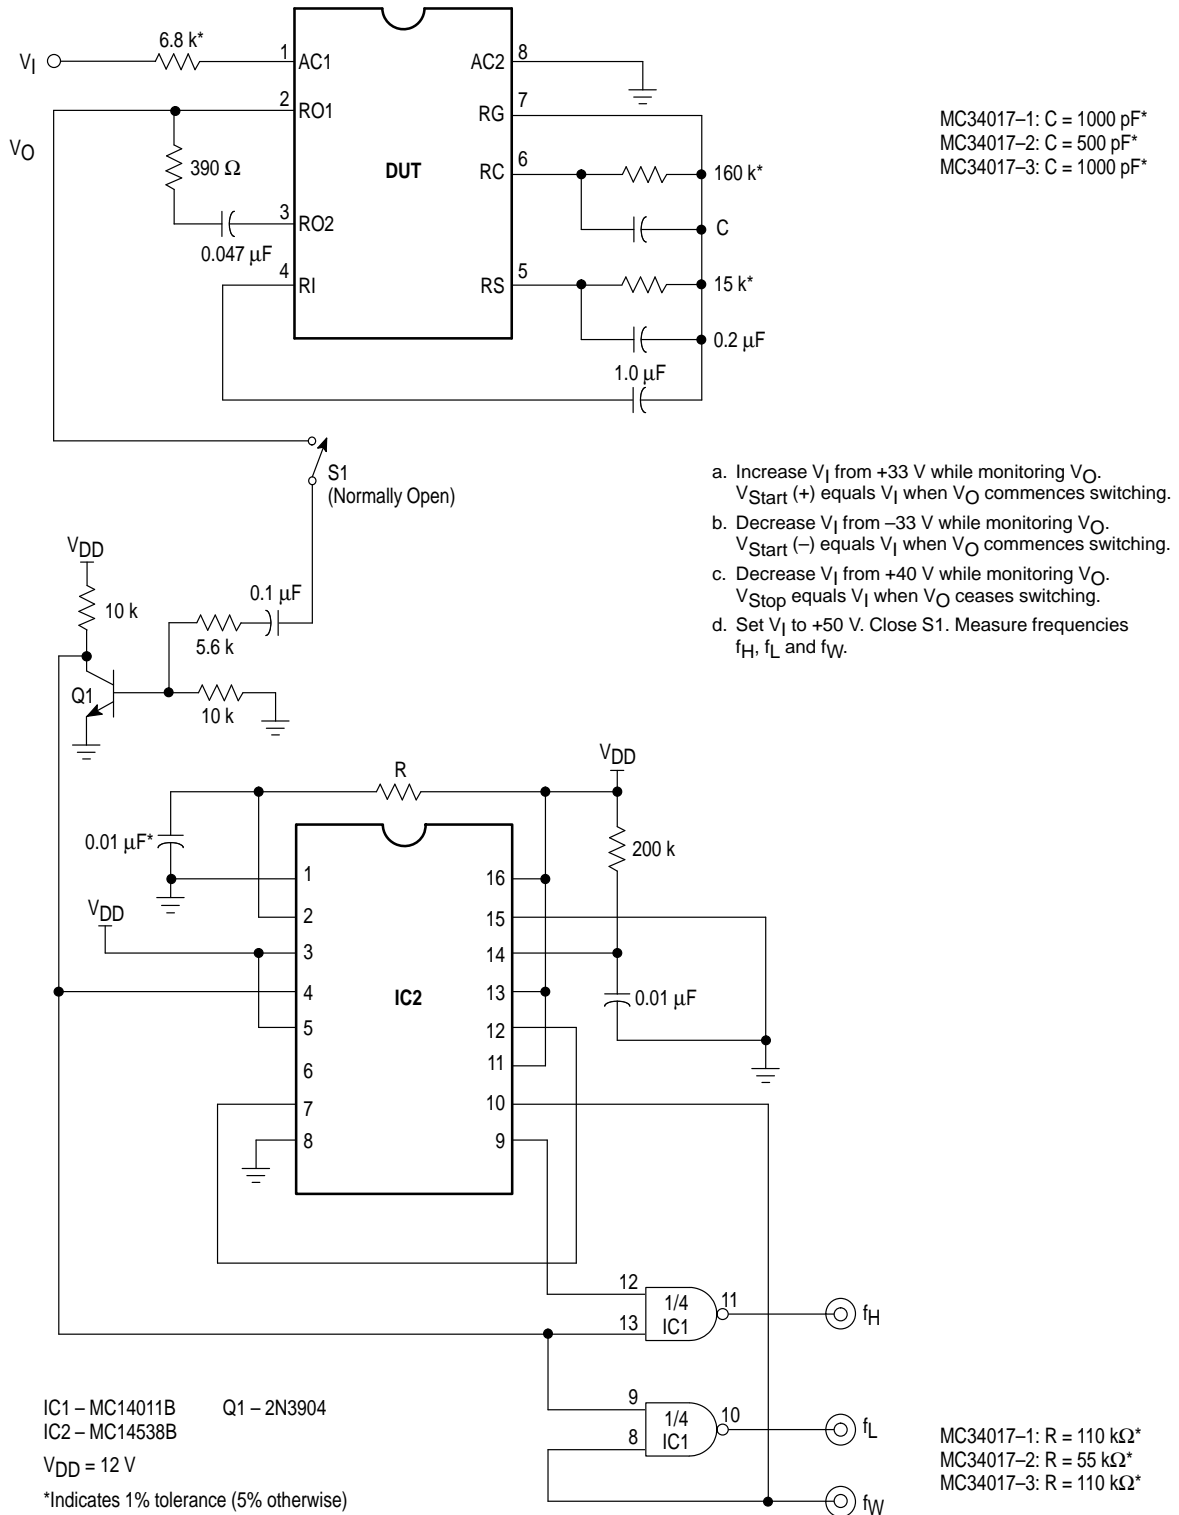 6.8 k*
VI
1
AC1
AC2
8
2
RO1
RG
7
VO
390 Ω
DUT
RC
6
160 k*
3
RO2
0.047 µF
C
4
RI
RS
5
15 k*
0.2 µF
1.0 µF
MC34017–1: C = 1000 pF*
MC34017–2: C = 500 pF*
MC34017–3: C = 1000 pF*
S1
(Normally Open)
a. Increase VI from +33 V while monitoring VO.
VStart (+) equals VI when VO commences switching.
b. Decrease VI from –33 V while monitoring VO.
VStart (–) equals VI when VO commences switching.
c. Decrease VI from +40 V while monitoring VO.
VStop equals VI when VO ceases switching.
d. Set VI to +50 V. Close S1. Measure frequencies
fH, fL and fW.
VDD
10 k
0.1 µF
5.6 k
Q1
10 k
R
VDD
0.01 µF*
200 k
1
16
VDD
2
15
3
14
4
IC2
13
0.01 µF
5
12
6
11
7
10
8
9
12
1/4
11
fH
13
IC1
9
1/4
10
fL
8
IC1
fW
IC1 – MC14011B Q1 – 2N3904
IC2 – MC14538B
VDD = 12 V
*Indicates 1% tolerance (5% otherwise)
MC34017–1: R = 110 kΩ*
MC34017–2: R = 55 kΩ*
MC34017–3: R = 110 kΩ*